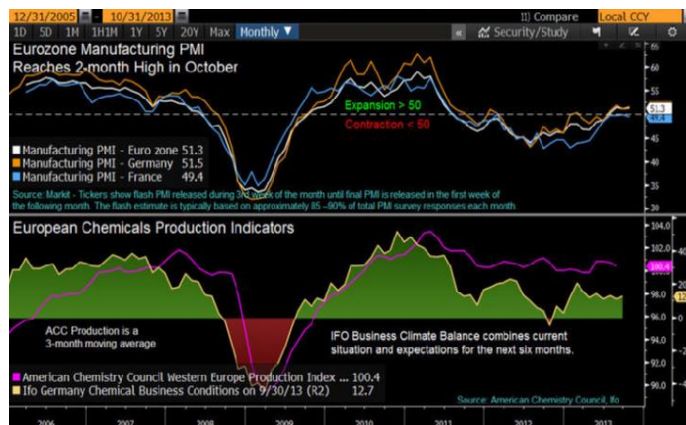 12/31/2005 - 10/31/2013 11) Compare Local CCY
1D 5D 1M 1H1M 1Y 5Y 20Y Max Monthly ▼ « Security/Study
Eurozone Manufacturing PMI
Reaches 2-month High in October
65
60
55
51.3
49.4
45
40
35
30
Expansion > 50
Contraction < 50
Manufacturing PMI - Euro zone 51.3
Manufacturing PMI - Germany 51.5
Manufacturing PMI - France 49.4
Source: Markit - Tickers show flash PMI released during 3rd week of the month until final PMI is released in the first week of
the following month. The flash estimate is typically based on approximately 85 –90% of total PMI survey responses each month
European Chemicals Production Indicators
104.0
102.0
100.4
98.0
96.0
94.0
92.0
90.0
40
20
12
0
ACC Production is a
3-month moving average
IFO Business Climate Balance combines current
situation and expectations for the next six months.
American Chemistry Council Western Europe Production Index ... 100.4
Ifo Germany Chemical Business Conditions on 9/30/13 (R2) 12.7
Source: American Chemistry Council, Ifo
2006 2007 2008 2009 2010 2011 2012 2013